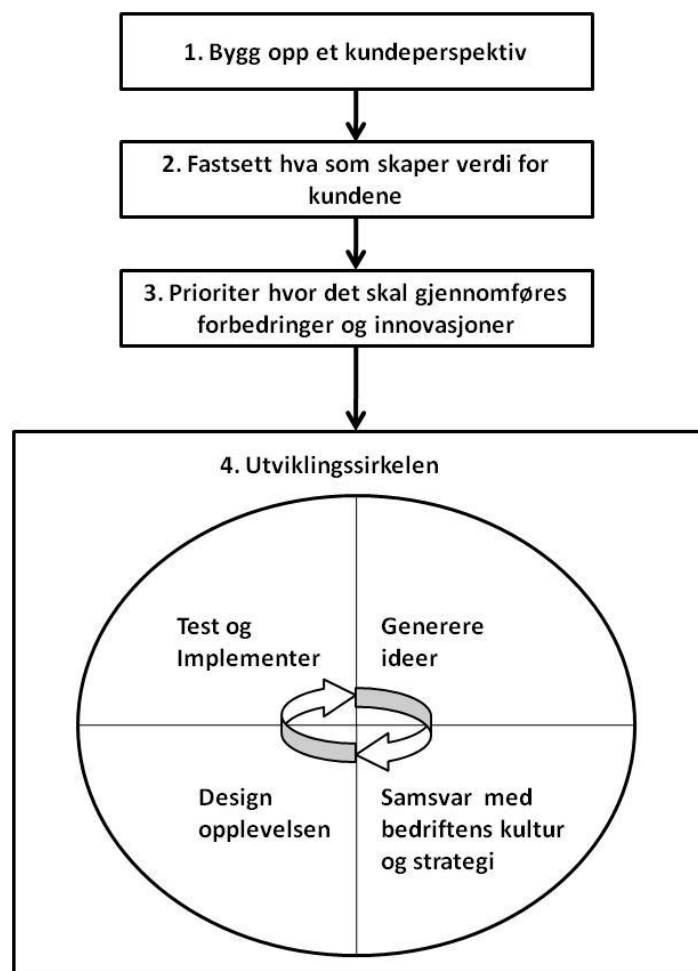 1. Bygg opp et kundeperspektiv
2. Fastsett hva som skaper verdi for
kundene
3. Prioriter hvor det skal gjennomføres
forbedringer og innovasjoner
4. Utviklingssirkelen
Test og
Implementer
Generere
ideer
Design
opplevelsen
Samsvar med
bedriftens kultur
og strategi